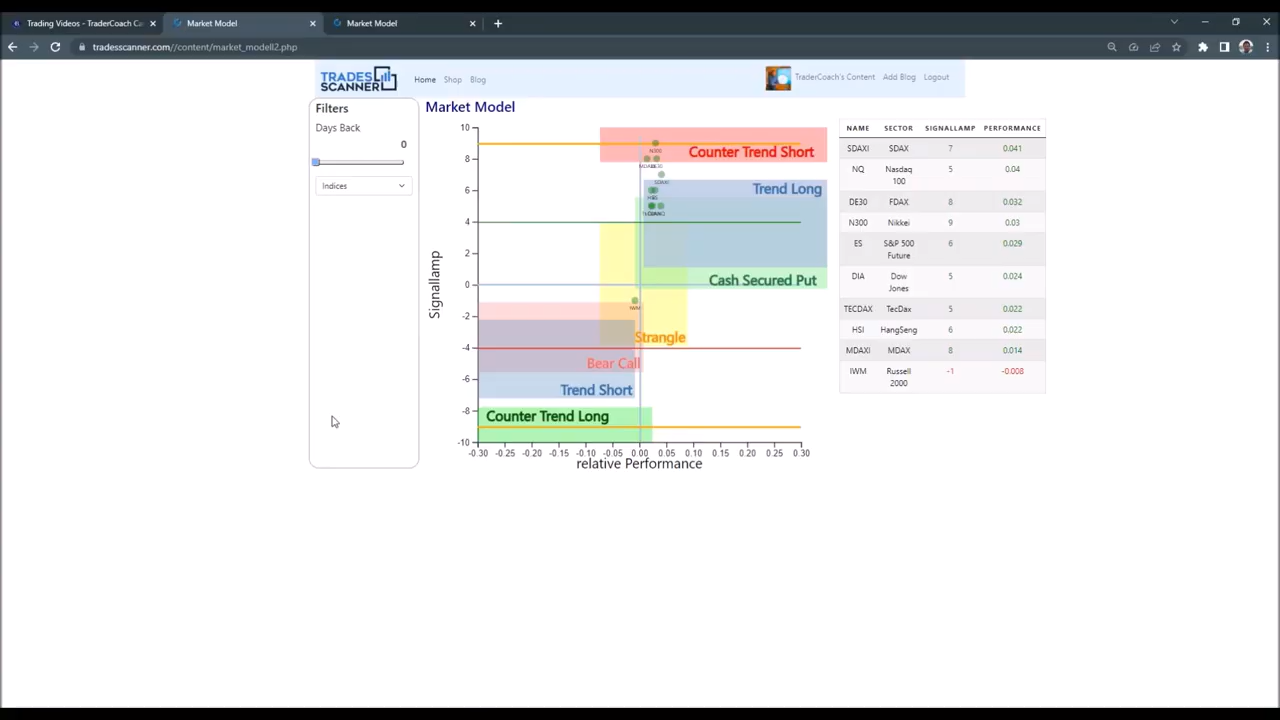 Trading Videos - TraderCoach Ca
Market Model
Market Model
tradesscanner.com//content/market_modell2.php
TRADES
SCANNER
Home
Shop
Blog
TraderCoach's Content
Add Blog
Logout
Filters
Days Back
0
Indices
Market Model
10
8
6
4
2
0
-2
-4
-6
-8
-10
Signallamp
Counter Trend Short
Trend Long
Cash Secured Put
Strangle
Bear Call
Trend Short
Counter Trend Long
N300
SDAXI
IWM
-0.30 -0.25 -0.20 -0.15 -0.10 -0.05 0.00 0.05 0.10 0.15 0.20 0.25 0.30
relative Performance
NAME SECTOR SIGNALLAMP PERFORMANCE
SDAXI SDAX 7 0.041
NQ Nasdaq 100 5 0.04
DE30 FDAX 8 0.032
N300 Nikkei 9 0.03
ES S&P 500 Future 6 0.029
DIA Dow Jones 5 0.024
TECDAX TecDax 5 0.022
HSI HangSeng 6 0.022
MDAXI MDAX 8 0.014
IWM Russell 2000 -1 -0.008